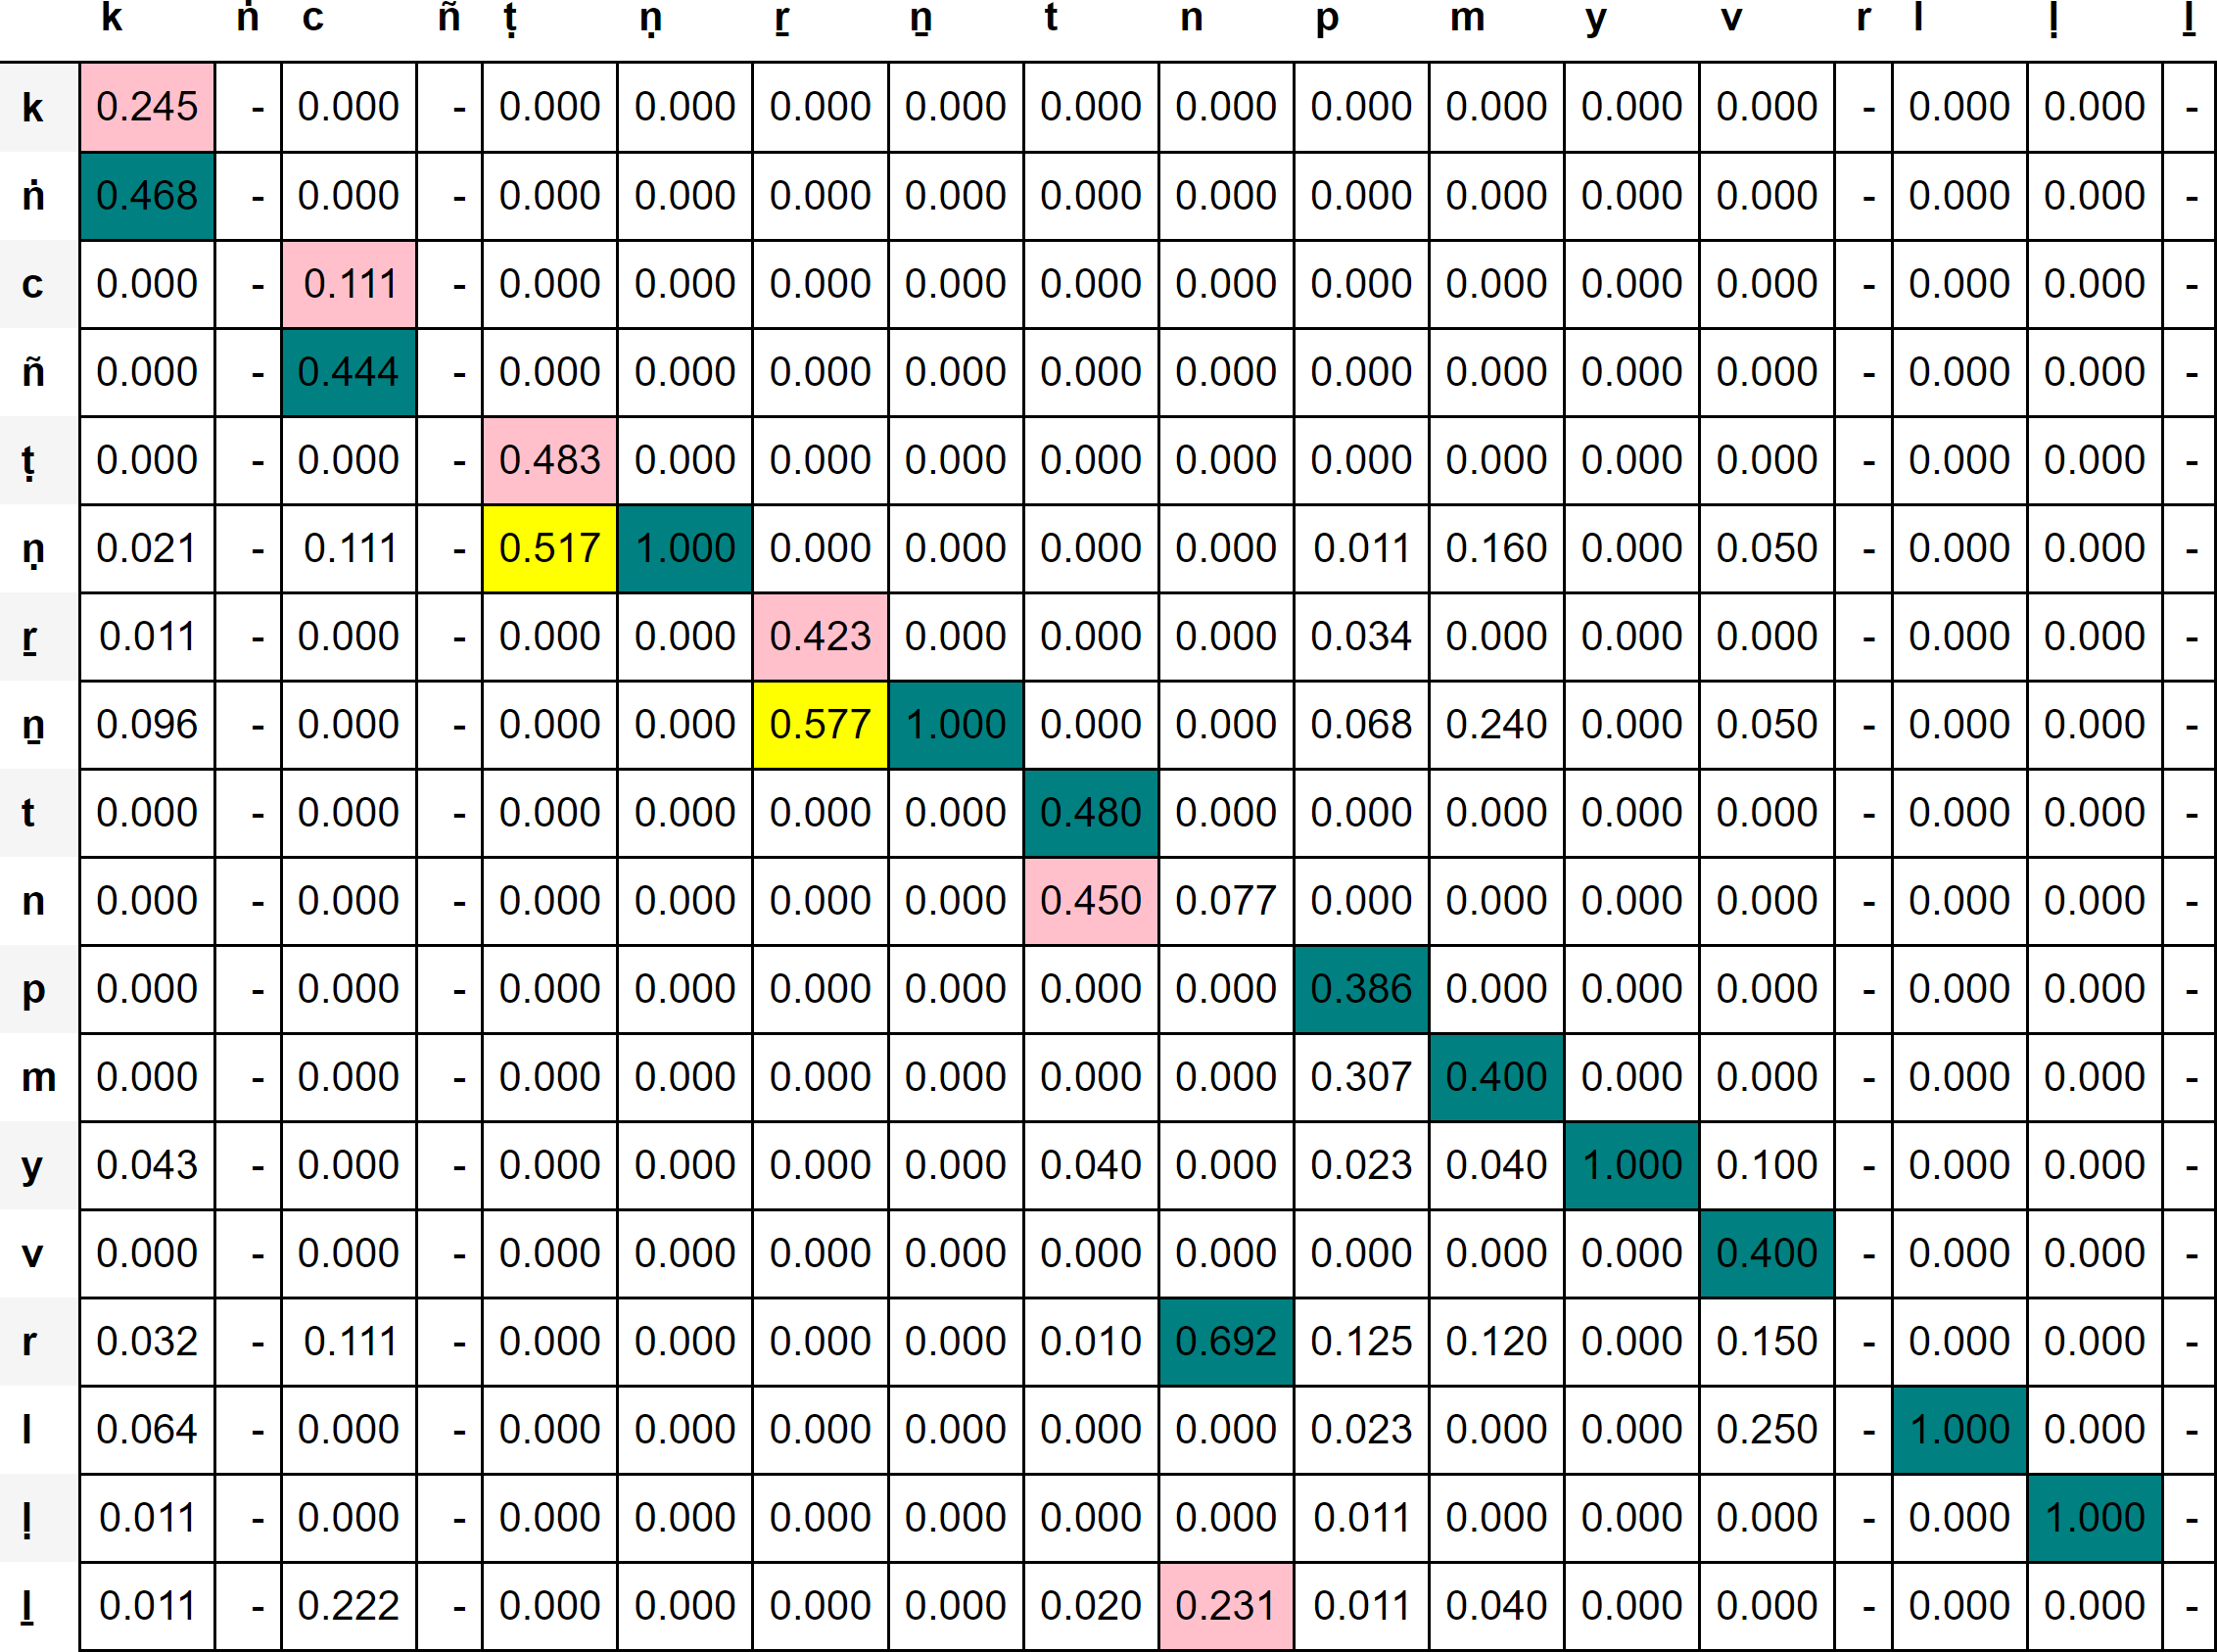 k ṅ c ñ ṭ ṇ ṟ ṉ t n p m y v r l ḷ ḻ
k 0.245 - 0.000 - 0.000 0.000 0.000 0.000 0.000 0.000 0.000 0.000 0.000 0.000 - 0.000 0.000 -
ṅ 0.468 - 0.000 - 0.000 0.000 0.000 0.000 0.000 0.000 0.000 0.000 0.000 0.000 - 0.000 0.000 -
c 0.000 - 0.111 - 0.000 0.000 0.000 0.000 0.000 0.000 0.000 0.000 0.000 0.000 - 0.000 0.000 -
ñ 0.000 - 0.444 - 0.000 0.000 0.000 0.000 0.000 0.000 0.000 0.000 0.000 0.000 - 0.000 0.000 -
ṭ 0.000 - 0.000 - 0.483 0.000 0.000 0.000 0.000 0.000 0.000 0.000 0.000 0.000 - 0.000 0.000 -
ṇ 0.021 - 0.111 - 0.517 1.000 0.000 0.000 0.000 0.000 0.011 0.160 0.000 0.050 - 0.000 0.000 -
ṟ 0.011 - 0.000 - 0.000 0.000 0.423 0.000 0.000 0.000 0.034 0.000 0.000 0.000 - 0.000 0.000 -
ṉ 0.096 - 0.000 - 0.000 0.000 0.577 1.000 0.000 0.000 0.068 0.240 0.000 0.050 - 0.000 0.000 -
t 0.000 - 0.000 - 0.000 0.000 0.000 0.000 0.480 0.000 0.000 0.000 0.000 0.000 - 0.000 0.000 -
n 0.000 - 0.000 - 0.000 0.000 0.000 0.000 0.450 0.077 0.000 0.000 0.000 0.000 - 0.000 0.000 -
p 0.000 - 0.000 - 0.000 0.000 0.000 0.000 0.000 0.000 0.386 0.000 0.000 0.000 - 0.000 0.000 -
m 0.000 - 0.000 - 0.000 0.000 0.000 0.000 0.000 0.000 0.307 0.400 0.000 0.000 - 0.000 0.000 -
y 0.043 - 0.000 - 0.000 0.000 0.000 0.000 0.040 0.000 0.023 0.040 1.000 0.100 - 0.000 0.000 -
v 0.000 - 0.000 - 0.000 0.000 0.000 0.000 0.000 0.000 0.000 0.000 0.000 0.400 - 0.000 0.000 -
r 0.032 - 0.111 - 0.000 0.000 0.000 0.000 0.010 0.692 0.125 0.120 0.000 0.150 - 0.000 0.000 -
l 0.064 - 0.000 - 0.000 0.000 0.000 0.000 0.000 0.000 0.023 0.000 0.000 0.250 - 1.000 0.000 -
ḷ 0.011 - 0.000 - 0.000 0.000 0.000 0.000 0.000 0.000 0.011 0.000 0.000 0.000 - 0.000 1.000 -
ḻ 0.011 - 0.222 - 0.000 0.000 0.000 0.000 0.020 0.231 0.011 0.040 0.000 0.000 - 0.000 0.000 -